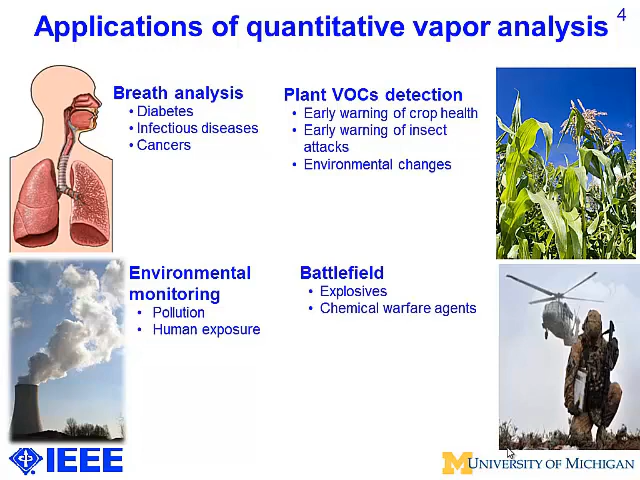 Applications of quantitative vapor analysis
4
Breath analysis
• Diabetes
• Infectious diseases
• Cancers
Plant VOCs detection
• Early warning of crop health
• Early warning of insect
attacks
• Environmental changes
Environmental
monitoring
• Pollution
• Human exposure
Battlefield
• Explosives
• Chemical warfare agents
IEEE
M UNIVERSITY OF MICHIGAN